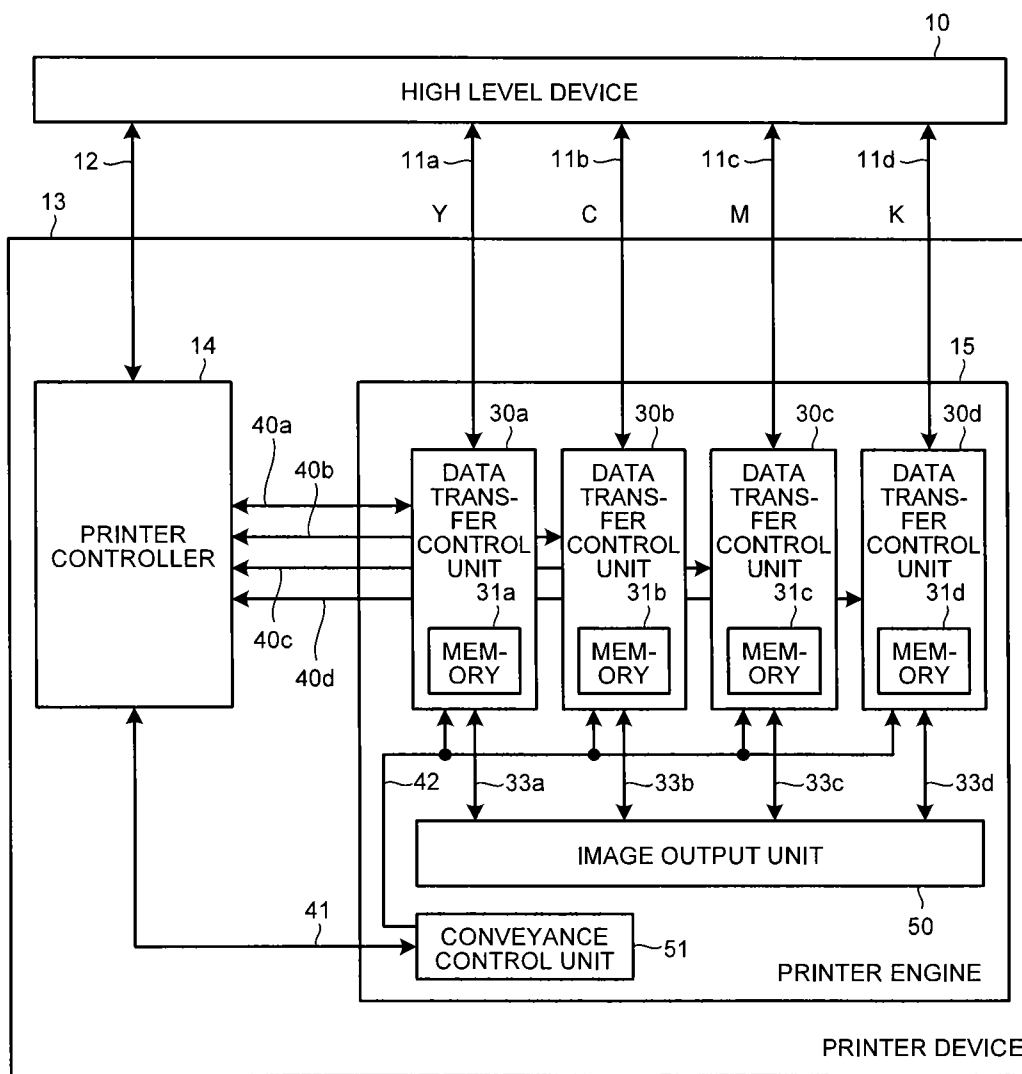 10
HIGH LEVEL DEVICE
12
11a
11b
11c
11d
13
Y
C
M
K
14
15
30a
30b
30c
30d
40a
40b
40c
40d
PRINTER
CONTROLLER
DATA
TRANS-
FER
CONTROL
UNIT
31a
MEM-
ORY
DATA
TRANS-
FER
CONTROL
UNIT
31b
MEM-
ORY
DATA
TRANS-
FER
CONTROL
UNIT
31c
MEM-
ORY
DATA
TRANS-
FER
CONTROL
UNIT
31d
MEM-
ORY
42
33a
33b
33c
33d
IMAGE OUTPUT UNIT
50
41
CONVEYANCE
CONTROL UNIT
51
PRINTER ENGINE
PRINTER DEVICE